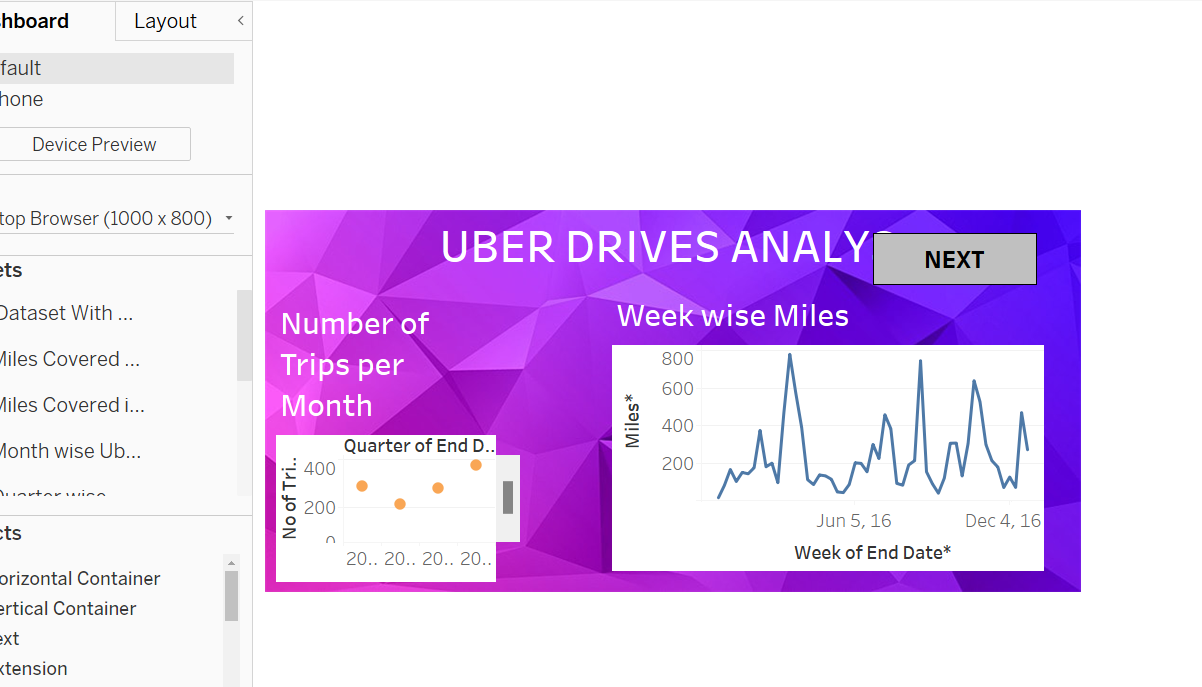 shboard
Layout
fault
hone
Device Preview
top Browser (1000 x 800)
ets
Dataset With ...
Miles Covered ...
Miles Covered i...
Month wise Ub...
Quarter wise
cts
orizontal Container
ertical Container
ext
xtension
UBER DRIVES ANALYS
NEXT
Number of
Trips per
Month
Quarter of End D..
No of Tri..
400
200
0
20.. 20.. 20.. 20..
Week wise Miles
Miles*
800
600
400
200
Jun 5, 16
Dec 4, 16
Week of End Date*